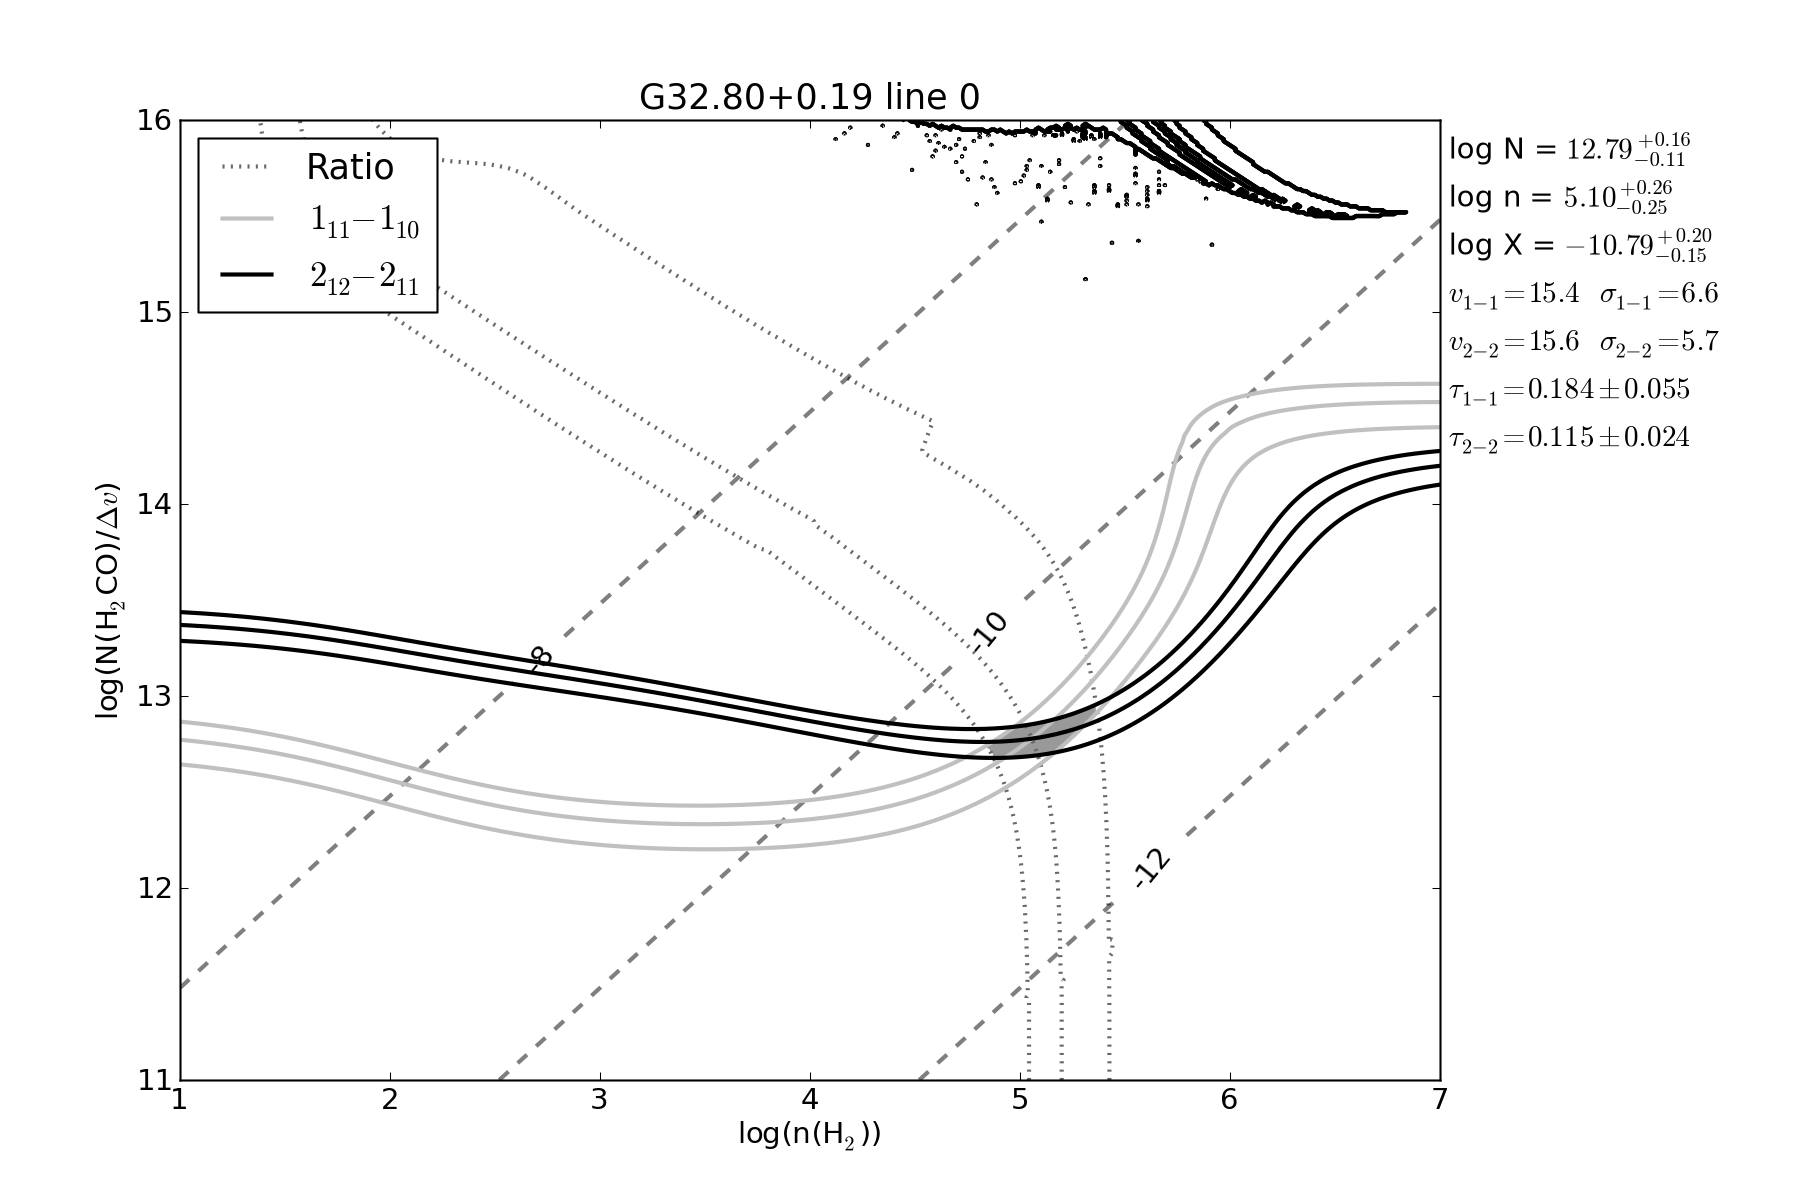 G32.80+0.19 line 0
16
15
14
13
12
11
1 2 3 4 5 6 7
log(N(H₂CO)/Δv)
log(n(H₂))
Ratio
1₁₁−1₁₀
2₁₂−2₁₁
-8
-10
-12
log N = 12.79 +0.16 −0.11
log n = 5.10 +0.26 −0.25
log X = −10.79 +0.20 −0.15
v₁₋₁=15.4 σ₁₋₁=6.6
v₂₋₂=15.6 σ₂₋₂=5.7
τ₁₋₁=0.184±0.055
τ₂₋₂=0.115±0.024